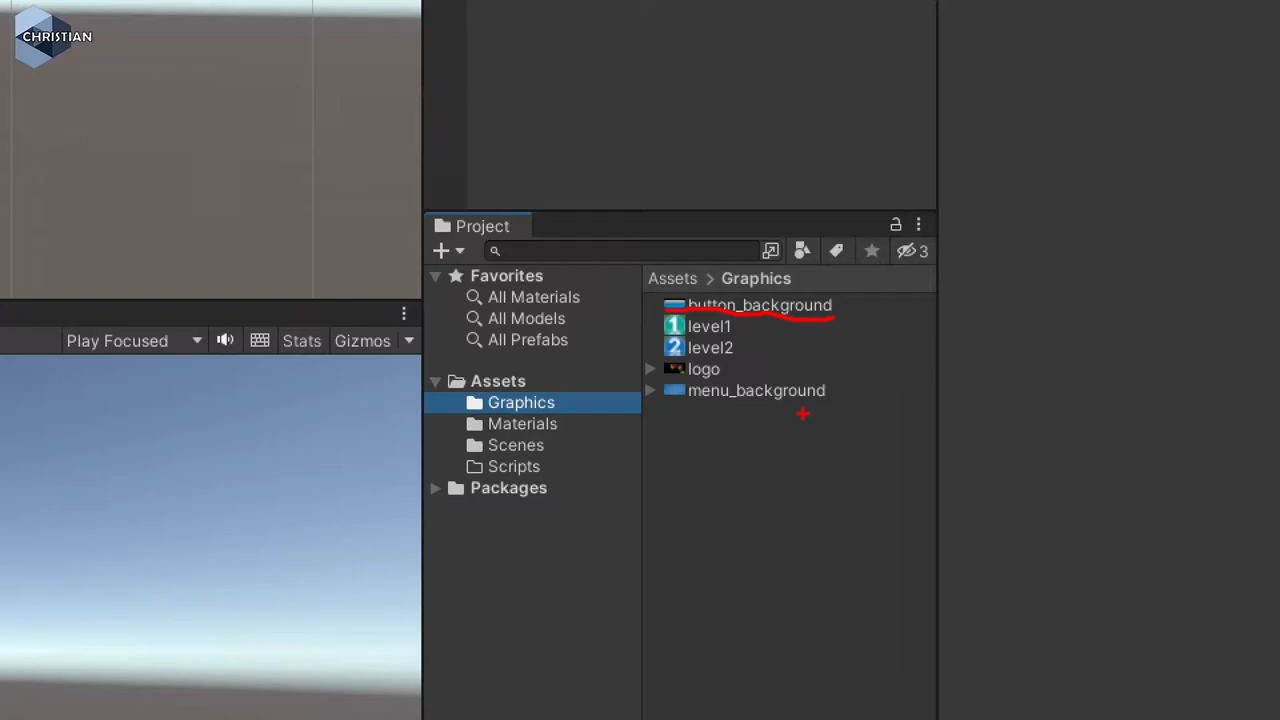 CHRISTIAN
Project
3
Favorites
All Materials
All Models
All Prefabs
Assets
Graphics
Materials
Scenes
Scripts
Packages
Assets > Graphics
button_background
level1
level2
logo
menu_background
Play Focused
Stats
Gizmos